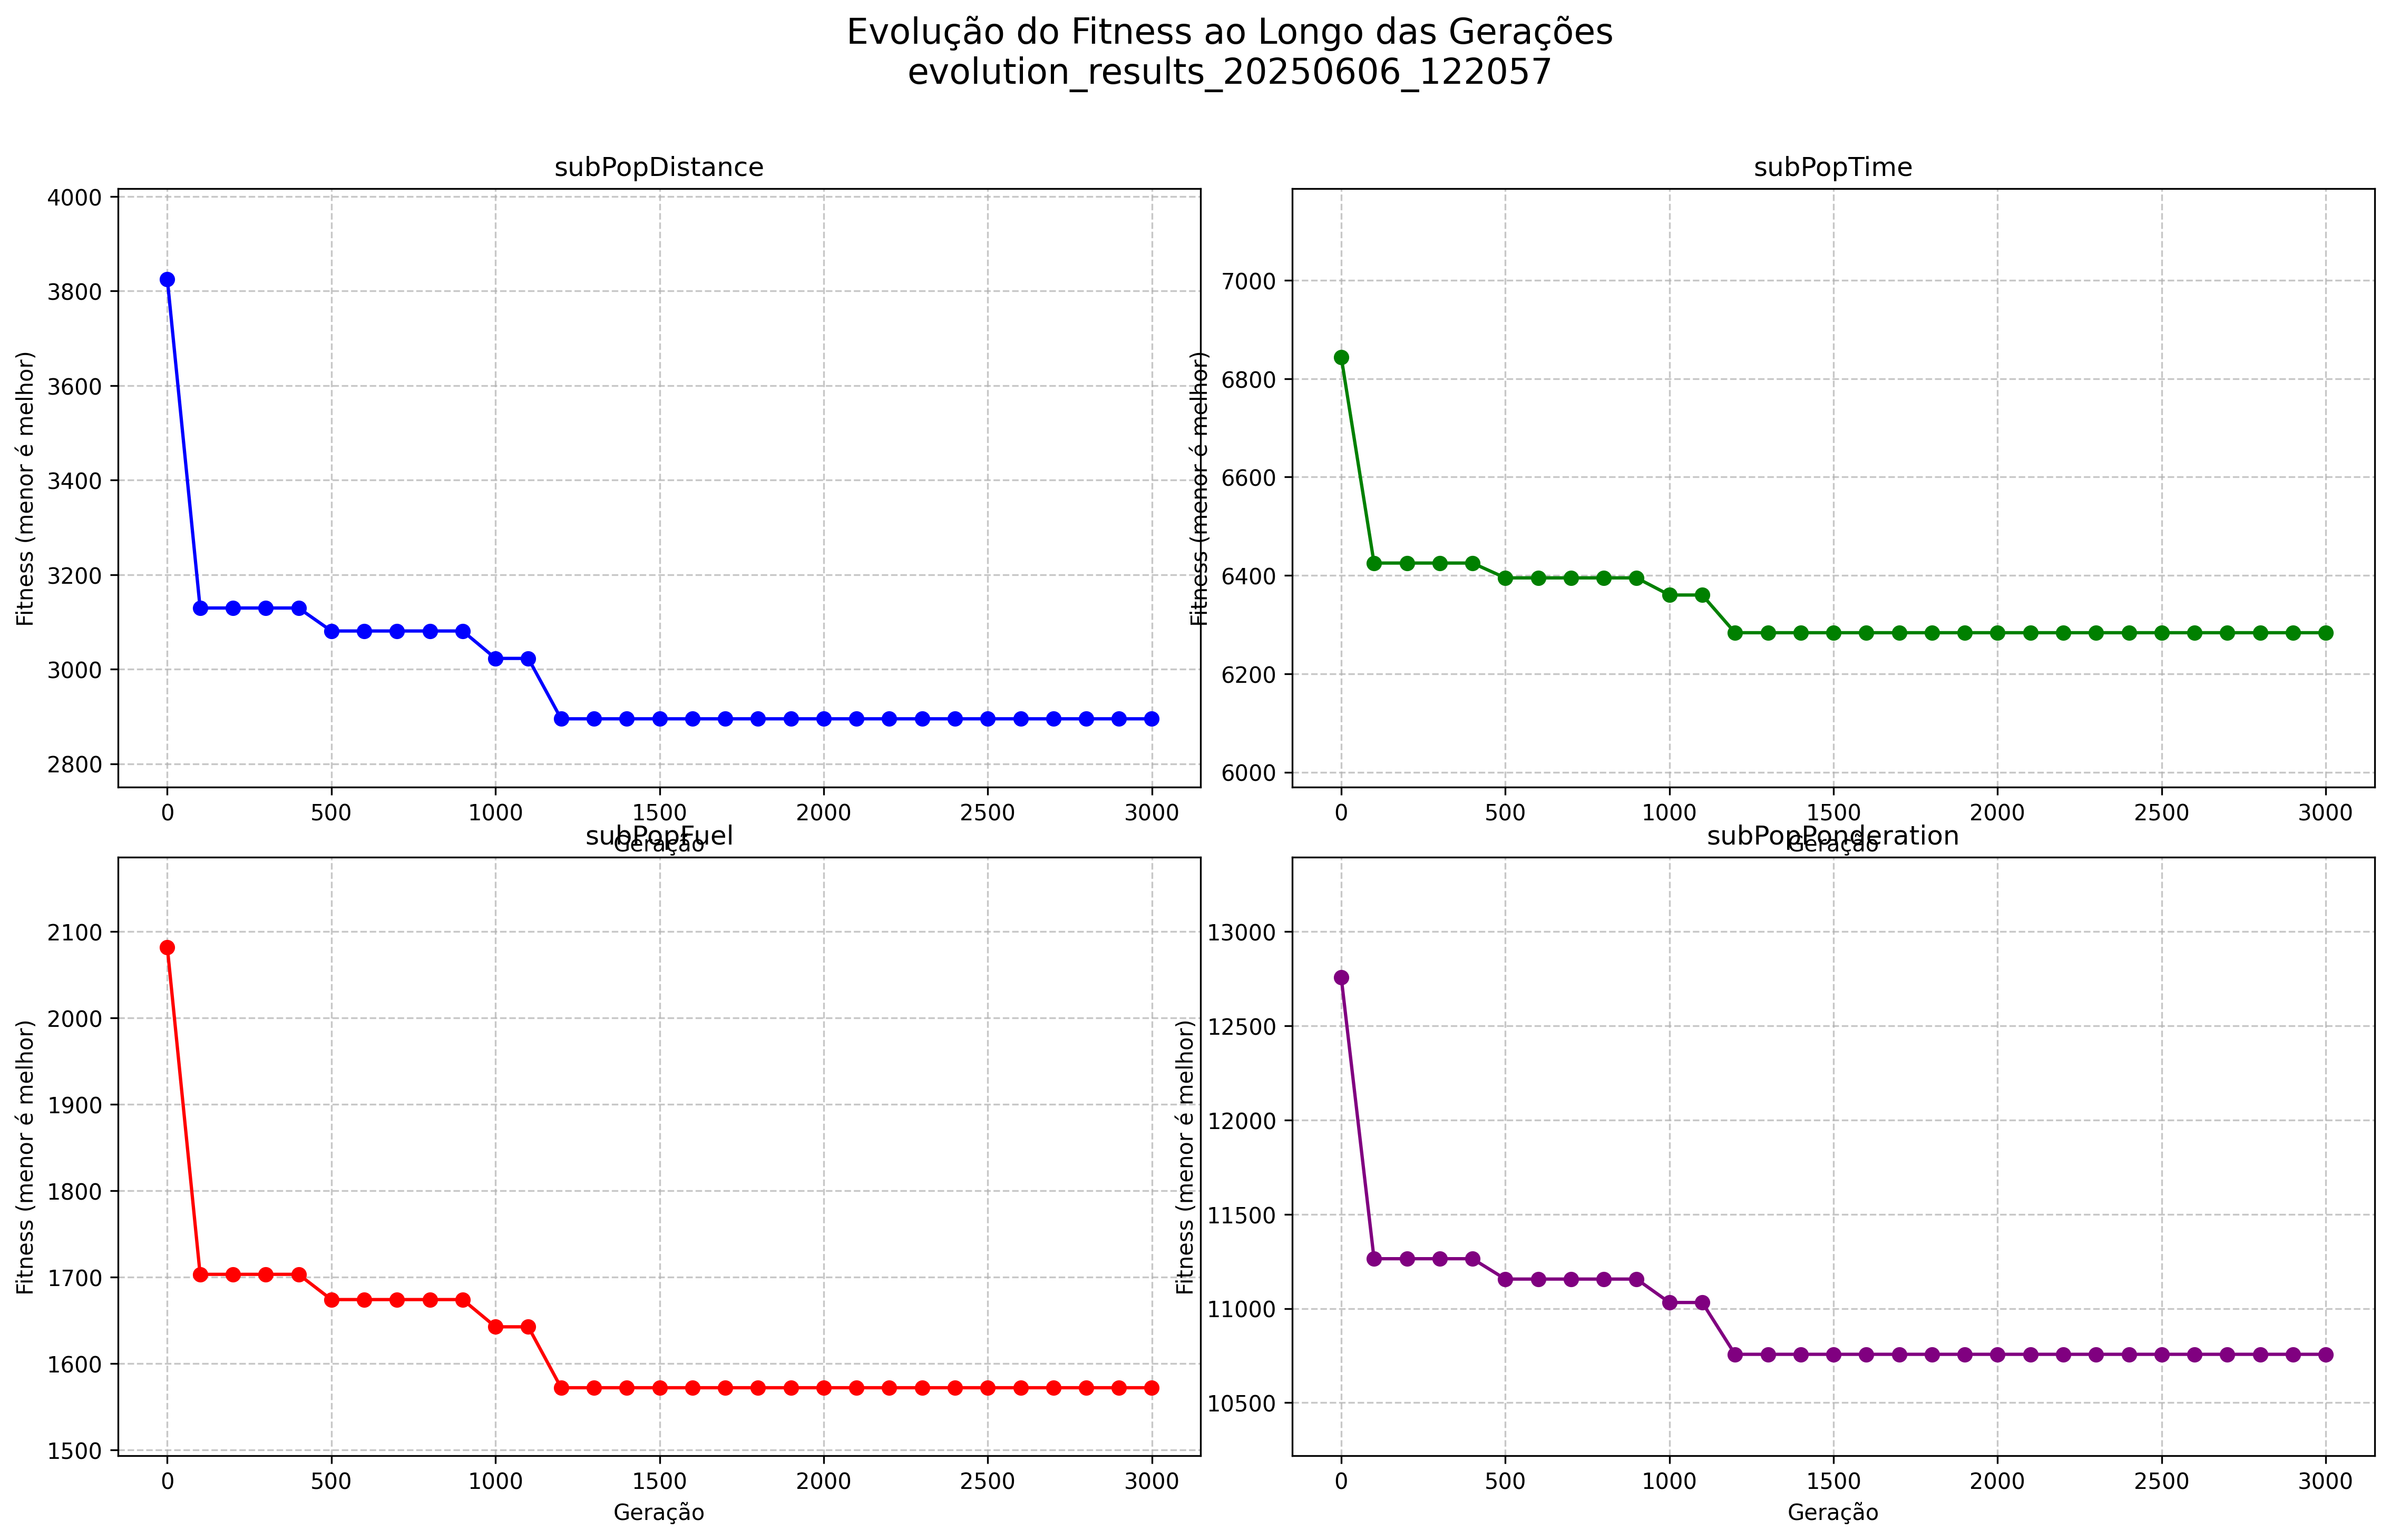 Evolução do Fitness ao Longo das Gerações
evolution_results_20250606_122057
subPopDistance
Fitness (menor é melhor)
4000
3800
3600
3400
3200
3000
2800
0 500 1000 1500 2000 2500 3000
Geração
subPopTime
Fitness (menor é melhor)
7000
6800
6600
6400
6200
6000
0 500 1000 1500 2000 2500 3000
Geração
subPopFuel
Fitness (menor é melhor)
2100
2000
1900
1800
1700
1600
1500
0 500 1000 1500 2000 2500 3000
Geração
subPopPonderation
Fitness (menor é melhor)
13000
12500
12000
11500
11000
10500
0 500 1000 1500 2000 2500 3000
Geração